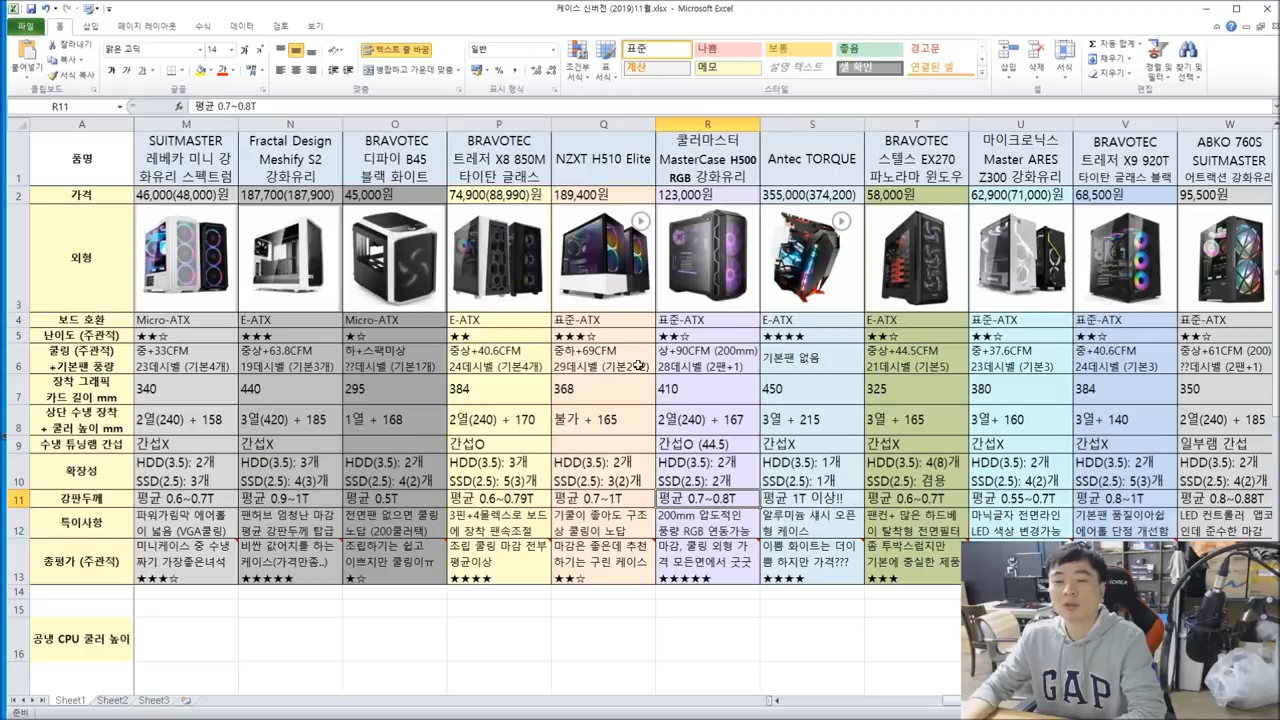 케이스 신버전 (2019)11월.xlsx - Microsoft Excel
파일 홈 삽입 페이지 레이아웃 수식 데이터 검토 보기
붙여넣기 잘라내기 복사 서식 복사
맑은 고딕 14
텍스트 줄 바꿈
병합하고 가운데 맞춤
일반
조건부 서식 표 서식
표준 나쁨 보통 좋음 경고문
계산 메모 설명 텍스트 셀 확인 연결된 셀
삽입 삭제 서식
자동 합계 채우기 지우기
정렬 및 필터 찾기 및 선택
클립보드 글꼴 맞춤 표시 형식 스타일 셀 편집
R11 fx 평균 0.7~0.8T
A M N O P Q R S T U V W
1 품명
SUITMASTER 레베카 미니 강화유리 스펙트럼
Fractal Design Meshify S2 강화유리
BRAVOTEC 디파이 B45 블랙 화이트
BRAVOTEC 트레저 X8 850M 타이탄 글래스
NZXT H510 Elite
쿨러마스터 MasterCase H500 RGB 강화유리
Antec TORQUE
BRAVOTEC 스텔스 EX270 파노라마 윈도우
마이크로닉스 Master ARES Z300 강화유리
BRAVOTEC 트레저 X9 920T 타이탄 글래스 블랙
ABKO 760S SUITMASTER 어트랙션 강화유리
2 가격 46,000(48,000)원 187,700(187,900) 45,000원 74,900(88,990)원 189,400원 123,000원 355,000(374,200) 58,000원 62,900(71,000)원 68,500원 95,500원
3 외형
4 보드 호환 Micro-ATX E-ATX Micro-ATX E-ATX 표준-ATX 표준-ATX E-ATX E-ATX 표준-ATX 표준-ATX 표준-ATX
5 난이도 (주관적) ★★☆ ★★★ ★★★★ ★★ ★★★☆ ★★☆ ★★★★ ★★☆ ★★☆ ★★☆ ★★☆
6 쿨링 (주관적) +기본팬 풍량
중+33CFM 23데시벨 (기본4개)
중상+63.8CFM 19데시벨 (기본3개)
하+스팩미상 ??데시벨 (기본1개)
중상+40.6CFM 24데시벨 (기본4개)
중하+69CFM
상+90CFM (200mm) 28데시벨 (2팬+1)
기본팬 없음
중상+44.5CFM 21데시벨 (기본5)
중+37.6CFM 23데시벨 (기본4)
중+40.6CFM 24데시벨 (기본3)
중상+61CFM (200) ??데시벨 (2팬+1)
7 장착 그래픽 카드 길이 mm 340 440 295 384 368 410 450 325 380 384 350
8 상단 수냉 장착 + 쿨러 높이 mm 2열(240) + 158 3열(420) + 185 1열 + 168 2열(240) + 170 불가 + 165 2열(240) + 167 3열 + 215 3열 + 165 3열+ 160 3열+ 140 2열(240) + 185
9 수냉 튜닝램 간섭 간섭X 간섭X 간섭O 간섭O (44.5) 간섭X 간섭X 간섭X 간섭X 일부램 간섭
10 확장성
HDD(3.5): 2개 SSD(2.5): 3개
HDD(3.5): 3개 SSD(2.5): 4(3)개
HDD(3.5): 2개 SSD(2.5): 4(2)개
HDD(3.5): 3개 SSD(2.5): 4(2)개
HDD(3.5): 2개 SSD(2.5): 3(2)개
HDD(3.5): 2개 SSD(2.5): 2개
HDD(3.5): 1개 SSD(2.5): 3개
HDD(3.5): 4(8)개 SSD(2.5): 겸용
HDD(3.5): 2개 SSD(2.5): 4(3)개
HDD(3.5): 2개 SSD(2.5): 4(3)개
HDD(3.5): 2개 SSD(2.5): 3(2)개
11 강판두께 평균 0.6~0.7T 평균 0.9~1T 평균 0.5T 평균 0.6~0.79T 평균 0.7~1T 평균 0.7~0.8T 평균 1T 이상!! 평균 0.6~0.7T 평균 0.55~0.7T 평균 0.8~1T 평균 0.8~0.88T
12 특이사항
파워가림막 에어홀이 넓음 (VGA쿨링)
팬허브 엄청난 마감 평균 강판두께 탑급
전면팬 없으면 쿨링 노답 (200쿨러택)
3핀+4몰렉스로 보드에 장착 팬속조절
기쿨이 좋아도 구조상 쿨링이 노답
200mm 압도적인 풍량 RGB 연동가능
알루미늄 섀시 오픈형 케이스
팬컨+ 많은 하드베이 탈착형 전면필터
마닉글자 전면라인 LED 색상 변경가능
기본팬 품질이아쉽 에어홀 단점 개선함
LED 컨트롤러 앱코인데 준수한 마감
13 총평가 (주관적)
미니케이스 중 수냉 짜기 가장좋은녀석 ★★★☆
비싼 값어치를 하는 케이스(가격만좀..) ★★★★★
조립하기는 쉽고 이쁘지만 쿨링이ㅠ ★☆
조립 쿨링 마감 전부 평균이상 ★★★★
마감은 좋은데 추천하기는 구린 케이스 ★★☆
마감, 쿨링 외형 가격 모든면에서 굿굿 ★★★★★
이쁨 화이트는 더이쁨 하지만 가격??? ★★★★
좀 투박스럽지만 기본에 충실한 제품 ★★★
14
15
16 공냉 CPU 쿨러 높이
Sheet1 Sheet2 Sheet3
준비
GAP